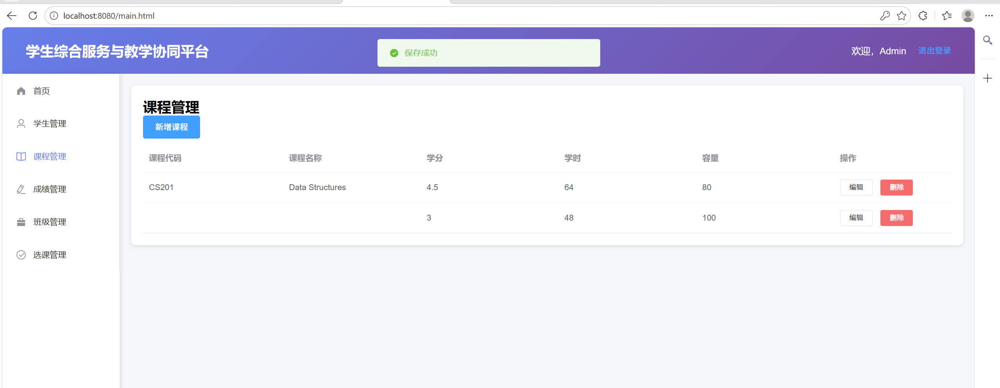 localhost:8080/main.html
学生综合服务与教学协同平台
保存成功
欢迎，Admin 退出登录
首页
学生管理
课程管理
成绩管理
班级管理
选课管理
课程管理
新增课程
课程代码 课程名称 学分 学时 容量 操作
CS201 Data Structures 4.5 64 80 编辑 删除
3 48 100 编辑 删除